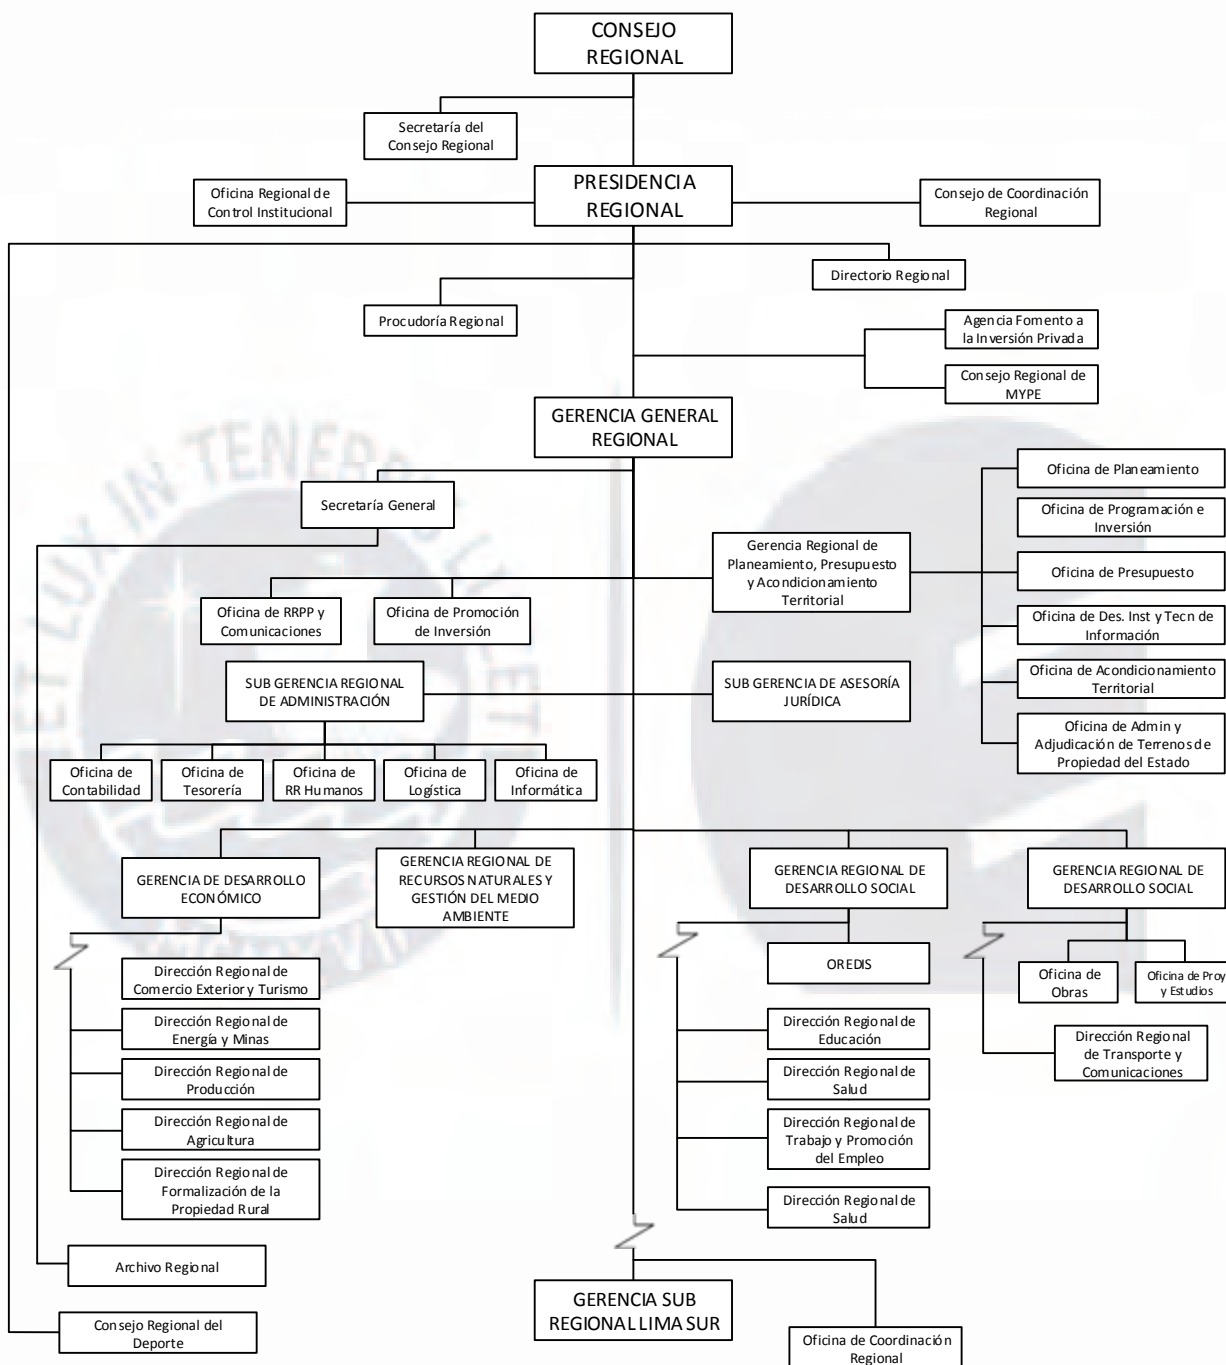 CONSEJO
REGIONAL
Secretaría del
Consejo Regional
PRESIDENCIA
REGIONAL
Oficina Regional de
Control Institucional
Consejo de Coordinación
Regional
Directorio Regional
Procudoría Regional
Agencia Fomento a
la Inversión Privada
Consejo Regional de
MYPE
GERENCIA GENERAL
REGIONAL
Secretaría General
Oficina de Planeamiento
Oficina de Programación e
Inversión
Gerencia Regional de
Planeamiento, Presupuesto
y Acondicionamiento
Territorial
Oficina de Presupuesto
Oficina de RRPP y
Comunicaciones
Oficina de Promoción
de Inversión
Oficina de Des. Inst y Tecn de
Información
SUB GERENCIA REGIONAL
DE ADMINISTRACIÓN
SUB GERENCIA DE ASESORÍA
JURÍDICA
Oficina de Acondicionamiento
Territorial
Oficina de Admin y
Adjudicación de Terrenos de
Propiedad del Estado
Oficina de
Contabilidad
Oficina de
Tesorería
Oficina de
RR Humanos
Oficina de
Logística
Oficina de
Informática
GERENCIA DE DESARROLLO
ECONÓMICO
GERENCIA REGIONAL DE
RECURSOS NATURALES Y
GESTIÓN DEL MEDIO
AMBIENTE
GERENCIA REGIONAL DE
DESARROLLO SOCIAL
GERENCIA REGIONAL DE
DESARROLLO SOCIAL
Dirección Regional de
Comercio Exterior y Turismo
OREDIS
Oficina de
Obras
Oficina de Proy
y Estudios
Dirección Regional de
Energía y Minas
Dirección Regional de
Educación
Dirección Regional
de Transporte y
Comunicaciones
Dirección Regional de
Producción
Dirección Regional de
Salud
Dirección Regional de
Agricultura
Dirección Regional de
Trabajo y Promoción
del Empleo
Dirección Regional de
Formalización de la
Propiedad Rural
Dirección Regional de
Salud
Archivo Regional
GERENCIA SUB
REGIONAL LIMA SUR
Consejo Regional del
Deporte
Oficina de Coordinación
Regional
ET LUX IN TENEBRIS LUCET